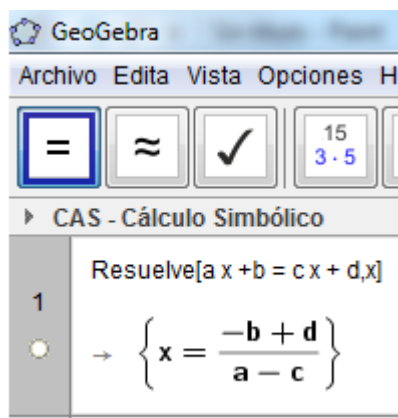 GeoGebra
Archivo Edita Vista Opciones H
= ≈ ✓ 15
3 · 5
CAS - Cálculo Simbólico
1
Resuelve[a x +b = c x + d,x]
→ { x = (−b + d) / (a − c) }